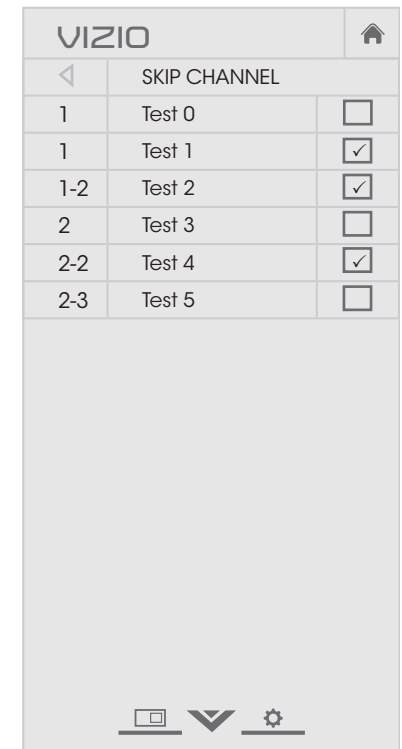 VIZIO
SKIP CHANNEL
1 Test 0
1 Test 1
1-2 Test 2
2 Test 3
2-2 Test 4
2-3 Test 5